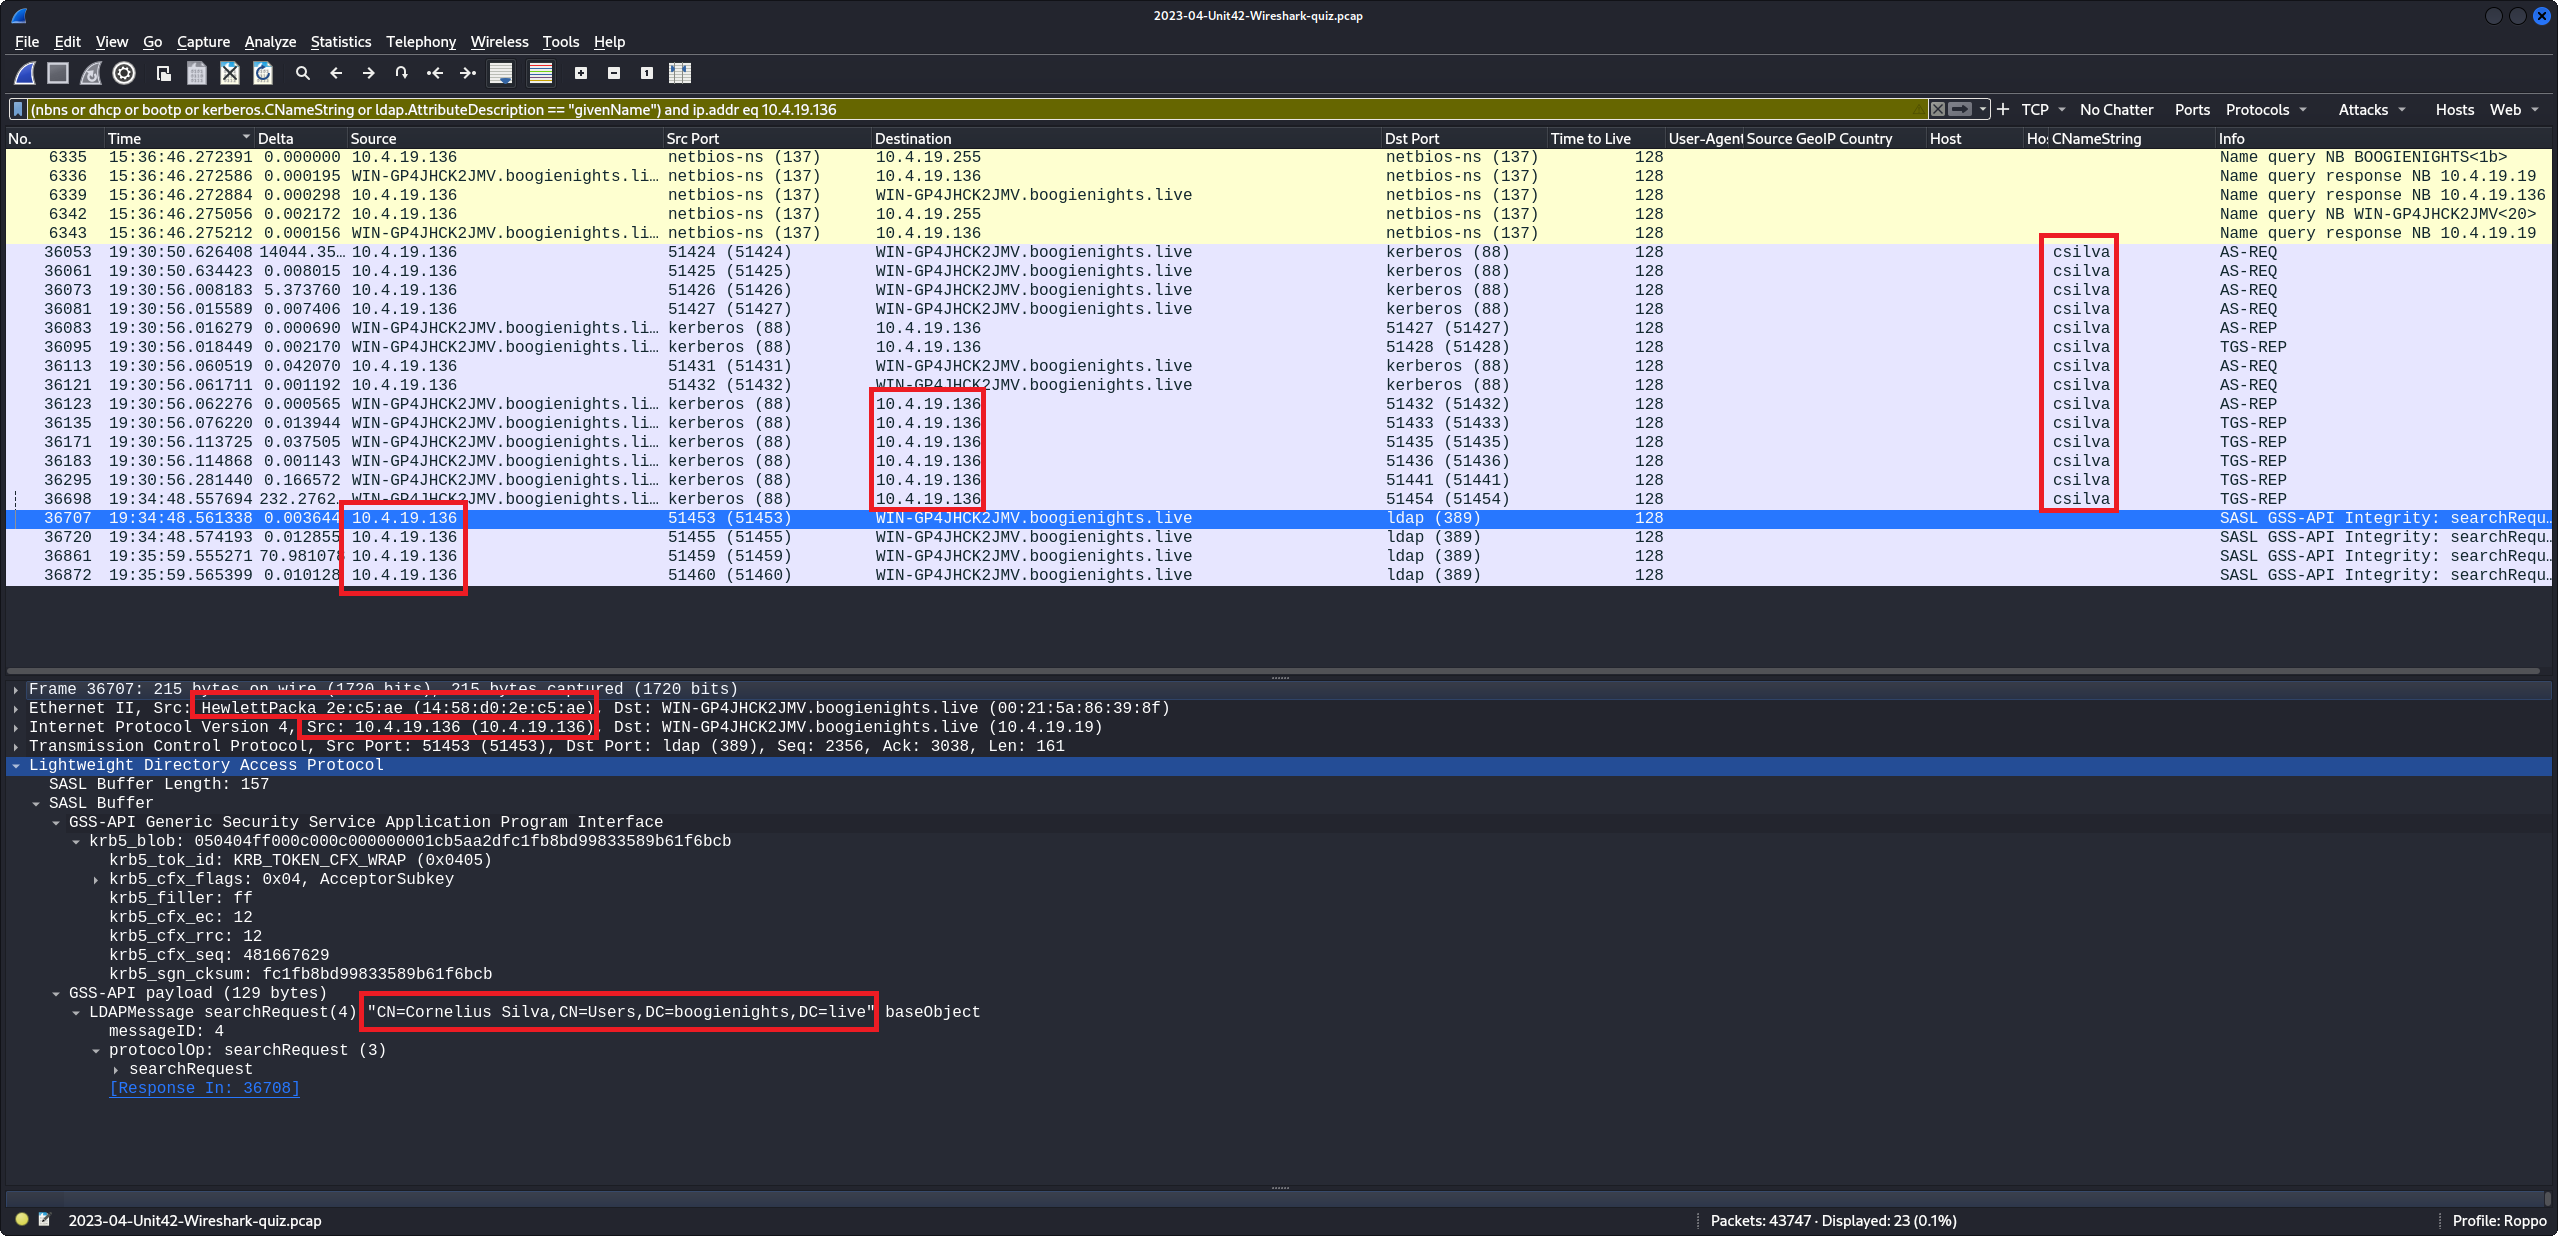 2023-04-Unit42-Wireshark-quiz.pcap
File Edit View Go Capture Analyze Statistics Telephony Wireless Tools Help
(nbns or dhcp or bootp or kerberos.CNameString or ldap.AttributeDescription == "givenName") and ip.addr eq 10.4.19.136 TCP No Chatter Ports Protocols Attacks Hosts Web
No. Time Delta Source Src Port Destination Dst Port Time to Live User-Agent Source GeoIP Country Host Ho: CNameString Info
6335 15:36:46.272391 0.000000 10.4.19.136 netbios-ns (137) 10.4.19.255 netbios-ns (137) 128 Name query NB BOOGIENIGHTS<1b>
6336 15:36:46.272586 0.000195 WIN-GP4JHCK2JMV.boogienights.li… netbios-ns (137) 10.4.19.136 netbios-ns (137) 128 Name query response NB 10.4.19.19
6339 15:36:46.272884 0.000298 10.4.19.136 netbios-ns (137) WIN-GP4JHCK2JMV.boogienights.live netbios-ns (137) 128 Name query response NB 10.4.19.136
6342 15:36:46.275056 0.002172 10.4.19.136 netbios-ns (137) 10.4.19.255 netbios-ns (137) 128 Name query NB WIN-GP4JHCK2JMV<20>
6343 15:36:46.275212 0.000156 WIN-GP4JHCK2JMV.boogienights.li… netbios-ns (137) 10.4.19.136 netbios-ns (137) 128 Name query response NB 10.4.19.19
36053 19:30:50.626408 14044.35… 10.4.19.136 51424 (51424) WIN-GP4JHCK2JMV.boogienights.live kerberos (88) 128 csilva AS-REQ
36061 19:30:50.634423 0.008015 10.4.19.136 51425 (51425) WIN-GP4JHCK2JMV.boogienights.live kerberos (88) 128 csilva AS-REQ
36073 19:30:56.008183 5.373760 10.4.19.136 51426 (51426) WIN-GP4JHCK2JMV.boogienights.live kerberos (88) 128 csilva AS-REQ
36081 19:30:56.015589 0.007406 10.4.19.136 51427 (51427) WIN-GP4JHCK2JMV.boogienights.live kerberos (88) 128 csilva AS-REQ
36083 19:30:56.016279 0.000690 WIN-GP4JHCK2JMV.boogienights.li… kerberos (88) 10.4.19.136 51427 (51427) 128 csilva AS-REP
36095 19:30:56.018449 0.002170 WIN-GP4JHCK2JMV.boogienights.li… kerberos (88) 10.4.19.136 51428 (51428) 128 csilva TGS-REP
36113 19:30:56.060519 0.042070 10.4.19.136 51431 (51431) WIN-GP4JHCK2JMV.boogienights.live kerberos (88) 128 csilva AS-REQ
36121 19:30:56.061711 0.001192 10.4.19.136 51432 (51432) WIN-GP4JHCK2JMV.boogienights.live kerberos (88) 128 csilva AS-REQ
36123 19:30:56.062276 0.000565 WIN-GP4JHCK2JMV.boogienights.li… kerberos (88) 10.4.19.136 51432 (51432) 128 csilva AS-REP
36135 19:30:56.076220 0.013944 WIN-GP4JHCK2JMV.boogienights.li… kerberos (88) 10.4.19.136 51433 (51433) 128 csilva TGS-REP
36171 19:30:56.113725 0.037505 WIN-GP4JHCK2JMV.boogienights.li… kerberos (88) 10.4.19.136 51435 (51435) 128 csilva TGS-REP
36183 19:30:56.114868 0.001143 WIN-GP4JHCK2JMV.boogienights.li… kerberos (88) 10.4.19.136 51436 (51436) 128 csilva TGS-REP
36295 19:30:56.281440 0.166572 WIN-GP4JHCK2JMV.boogienights.li… kerberos (88) 10.4.19.136 51441 (51441) 128 csilva TGS-REP
36698 19:34:48.557694 232.2762… WIN-GP4JHCK2JMV.boogienights.li… kerberos (88) 10.4.19.136 51454 (51454) 128 csilva TGS-REP
36707 19:34:48.561338 0.003644 10.4.19.136 51453 (51453) WIN-GP4JHCK2JMV.boogienights.live ldap (389) 128 SASL GSS-API Integrity: searchRequ…
36720 19:34:48.574193 0.012855 10.4.19.136 51455 (51455) WIN-GP4JHCK2JMV.boogienights.live ldap (389) 128 SASL GSS-API Integrity: searchRequ…
36861 19:35:59.555271 70.981078 10.4.19.136 51459 (51459) WIN-GP4JHCK2JMV.boogienights.live ldap (389) 128 SASL GSS-API Integrity: searchRequ…
36872 19:35:59.565399 0.010128 10.4.19.136 51460 (51460) WIN-GP4JHCK2JMV.boogienights.live ldap (389) 128 SASL GSS-API Integrity: searchRequ…
Frame 36707: 215 bytes on wire (1720 bits), 215 bytes captured (1720 bits)
Ethernet II, Src: HewlettPacka_2e:c5:ae (14:58:d0:2e:c5:ae), Dst: WIN-GP4JHCK2JMV.boogienights.live (00:21:5a:86:39:8f)
Internet Protocol Version 4, Src: 10.4.19.136 (10.4.19.136), Dst: WIN-GP4JHCK2JMV.boogienights.live (10.4.19.19)
Transmission Control Protocol, Src Port: 51453 (51453), Dst Port: ldap (389), Seq: 2356, Ack: 3038, Len: 161
Lightweight Directory Access Protocol
SASL Buffer Length: 157
SASL Buffer
GSS-API Generic Security Service Application Program Interface
krb5_blob: 050404ff000c000c000000001cb5aa2dfc1fb8bd99833589b61f6bcb
krb5_tok_id: KRB_TOKEN_CFX_WRAP (0x0405)
krb5_cfx_flags: 0x04, AcceptorSubkey
krb5_filler: ff
krb5_cfx_ec: 12
krb5_cfx_rrc: 12
krb5_cfx_seq: 481667629
krb5_sgn_cksum: fc1fb8bd99833589b61f6bcb
GSS-API payload (129 bytes)
LDAPMessage searchRequest(4) "CN=Cornelius Silva,CN=Users,DC=boogienights,DC=live" baseObject
messageID: 4
protocolOp: searchRequest (3)
searchRequest
[Response In: 36708]
2023-04-Unit42-Wireshark-quiz.pcap Packets: 43747 · Displayed: 23 (0.1%) Profile: Roppo